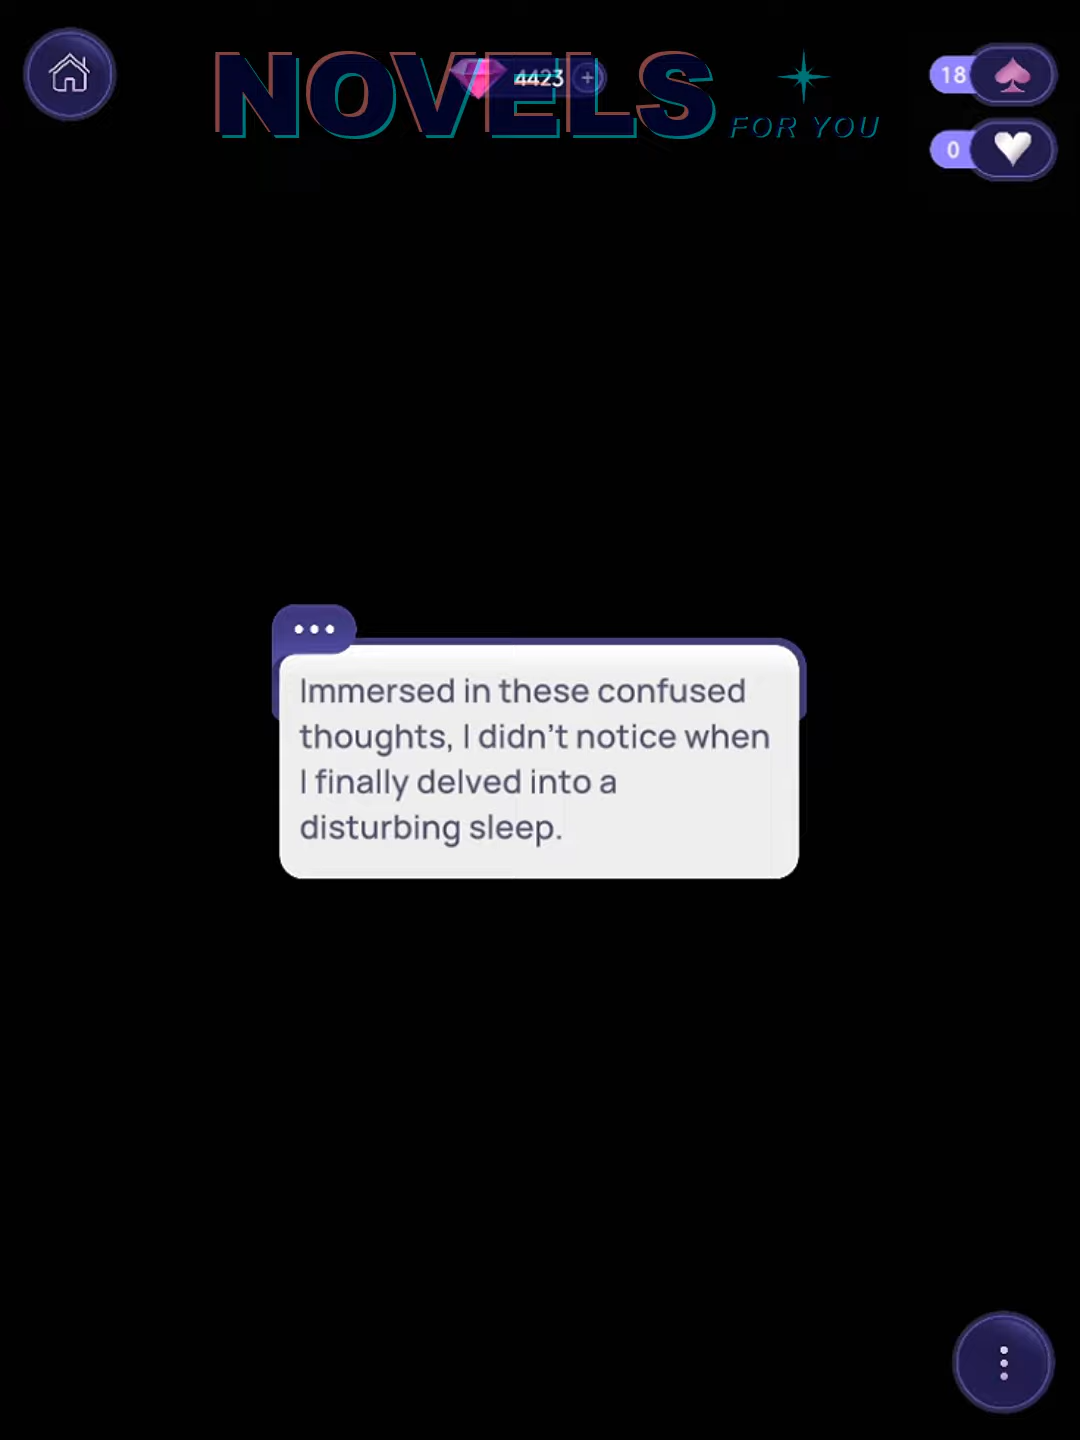 NOVELS
FOR YOU
4423
18
0
Immersed in these confused
thoughts, I didn't notice when
I finally delved into a
disturbing sleep.